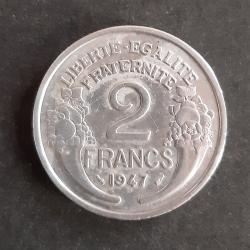 LIBERTE·EGALITE
FRATERNITE
2
FRANCS
1947